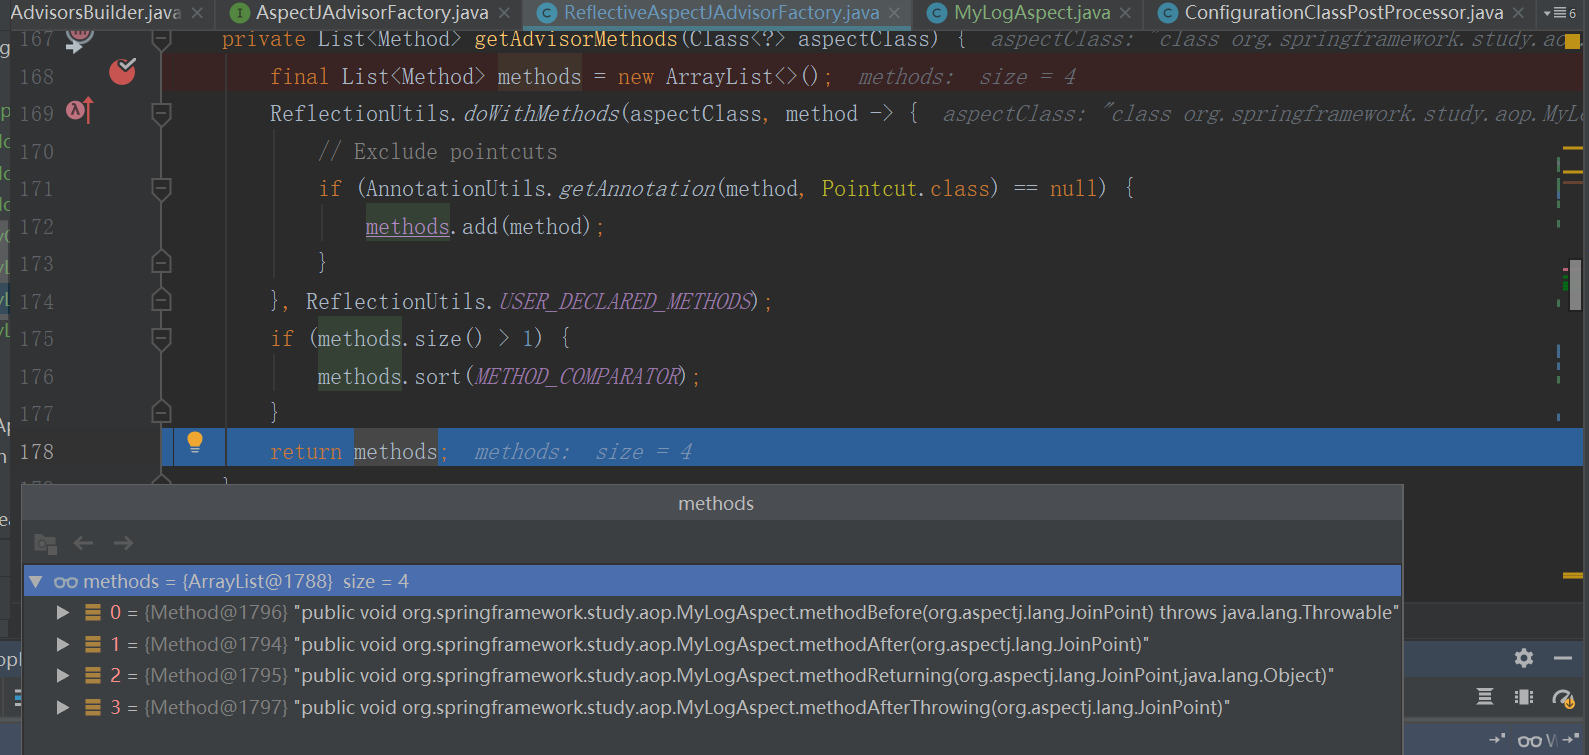 AdvisorsBuilder.java AspectJAdvisorFactory.java ReflectiveAspectJAdvisorFactory.java MyLogAspect.java ConfigurationClassPostProcessor.java 6
167 private List<Method> getAdvisorMethods(Class<?> aspectClass) { aspectClass: "class org.springframework.study.aop.
168 final List<Method> methods = new ArrayList<>(); methods: size = 4
169 ReflectionUtils.doWithMethods(aspectClass, method -> { aspectClass: "class org.springframework.study.aop.MyLo
170 // Exclude pointcuts
171 if (AnnotationUtils.getAnnotation(method, Pointcut.class) == null) {
172 methods.add(method);
173 }
174 }, ReflectionUtils.USER_DECLARED_METHODS);
175 if (methods.size() > 1) {
176 methods.sort(METHOD_COMPARATOR);
177 }
178 return methods; methods: size = 4
methods
methods = {ArrayList@1788} size = 4
0 = {Method@1796} "public void org.springframework.study.aop.MyLogAspect.methodBefore(org.aspectj.lang.JoinPoint) throws java.lang.Throwable"
1 = {Method@1794} "public void org.springframework.study.aop.MyLogAspect.methodAfter(org.aspectj.lang.JoinPoint)"
2 = {Method@1795} "public void org.springframework.study.aop.MyLogAspect.methodReturning(org.aspectj.lang.JoinPoint,java.lang.Object)"
3 = {Method@1797} "public void org.springframework.study.aop.MyLogAspect.methodAfterThrowing(org.aspectj.lang.JoinPoint)"